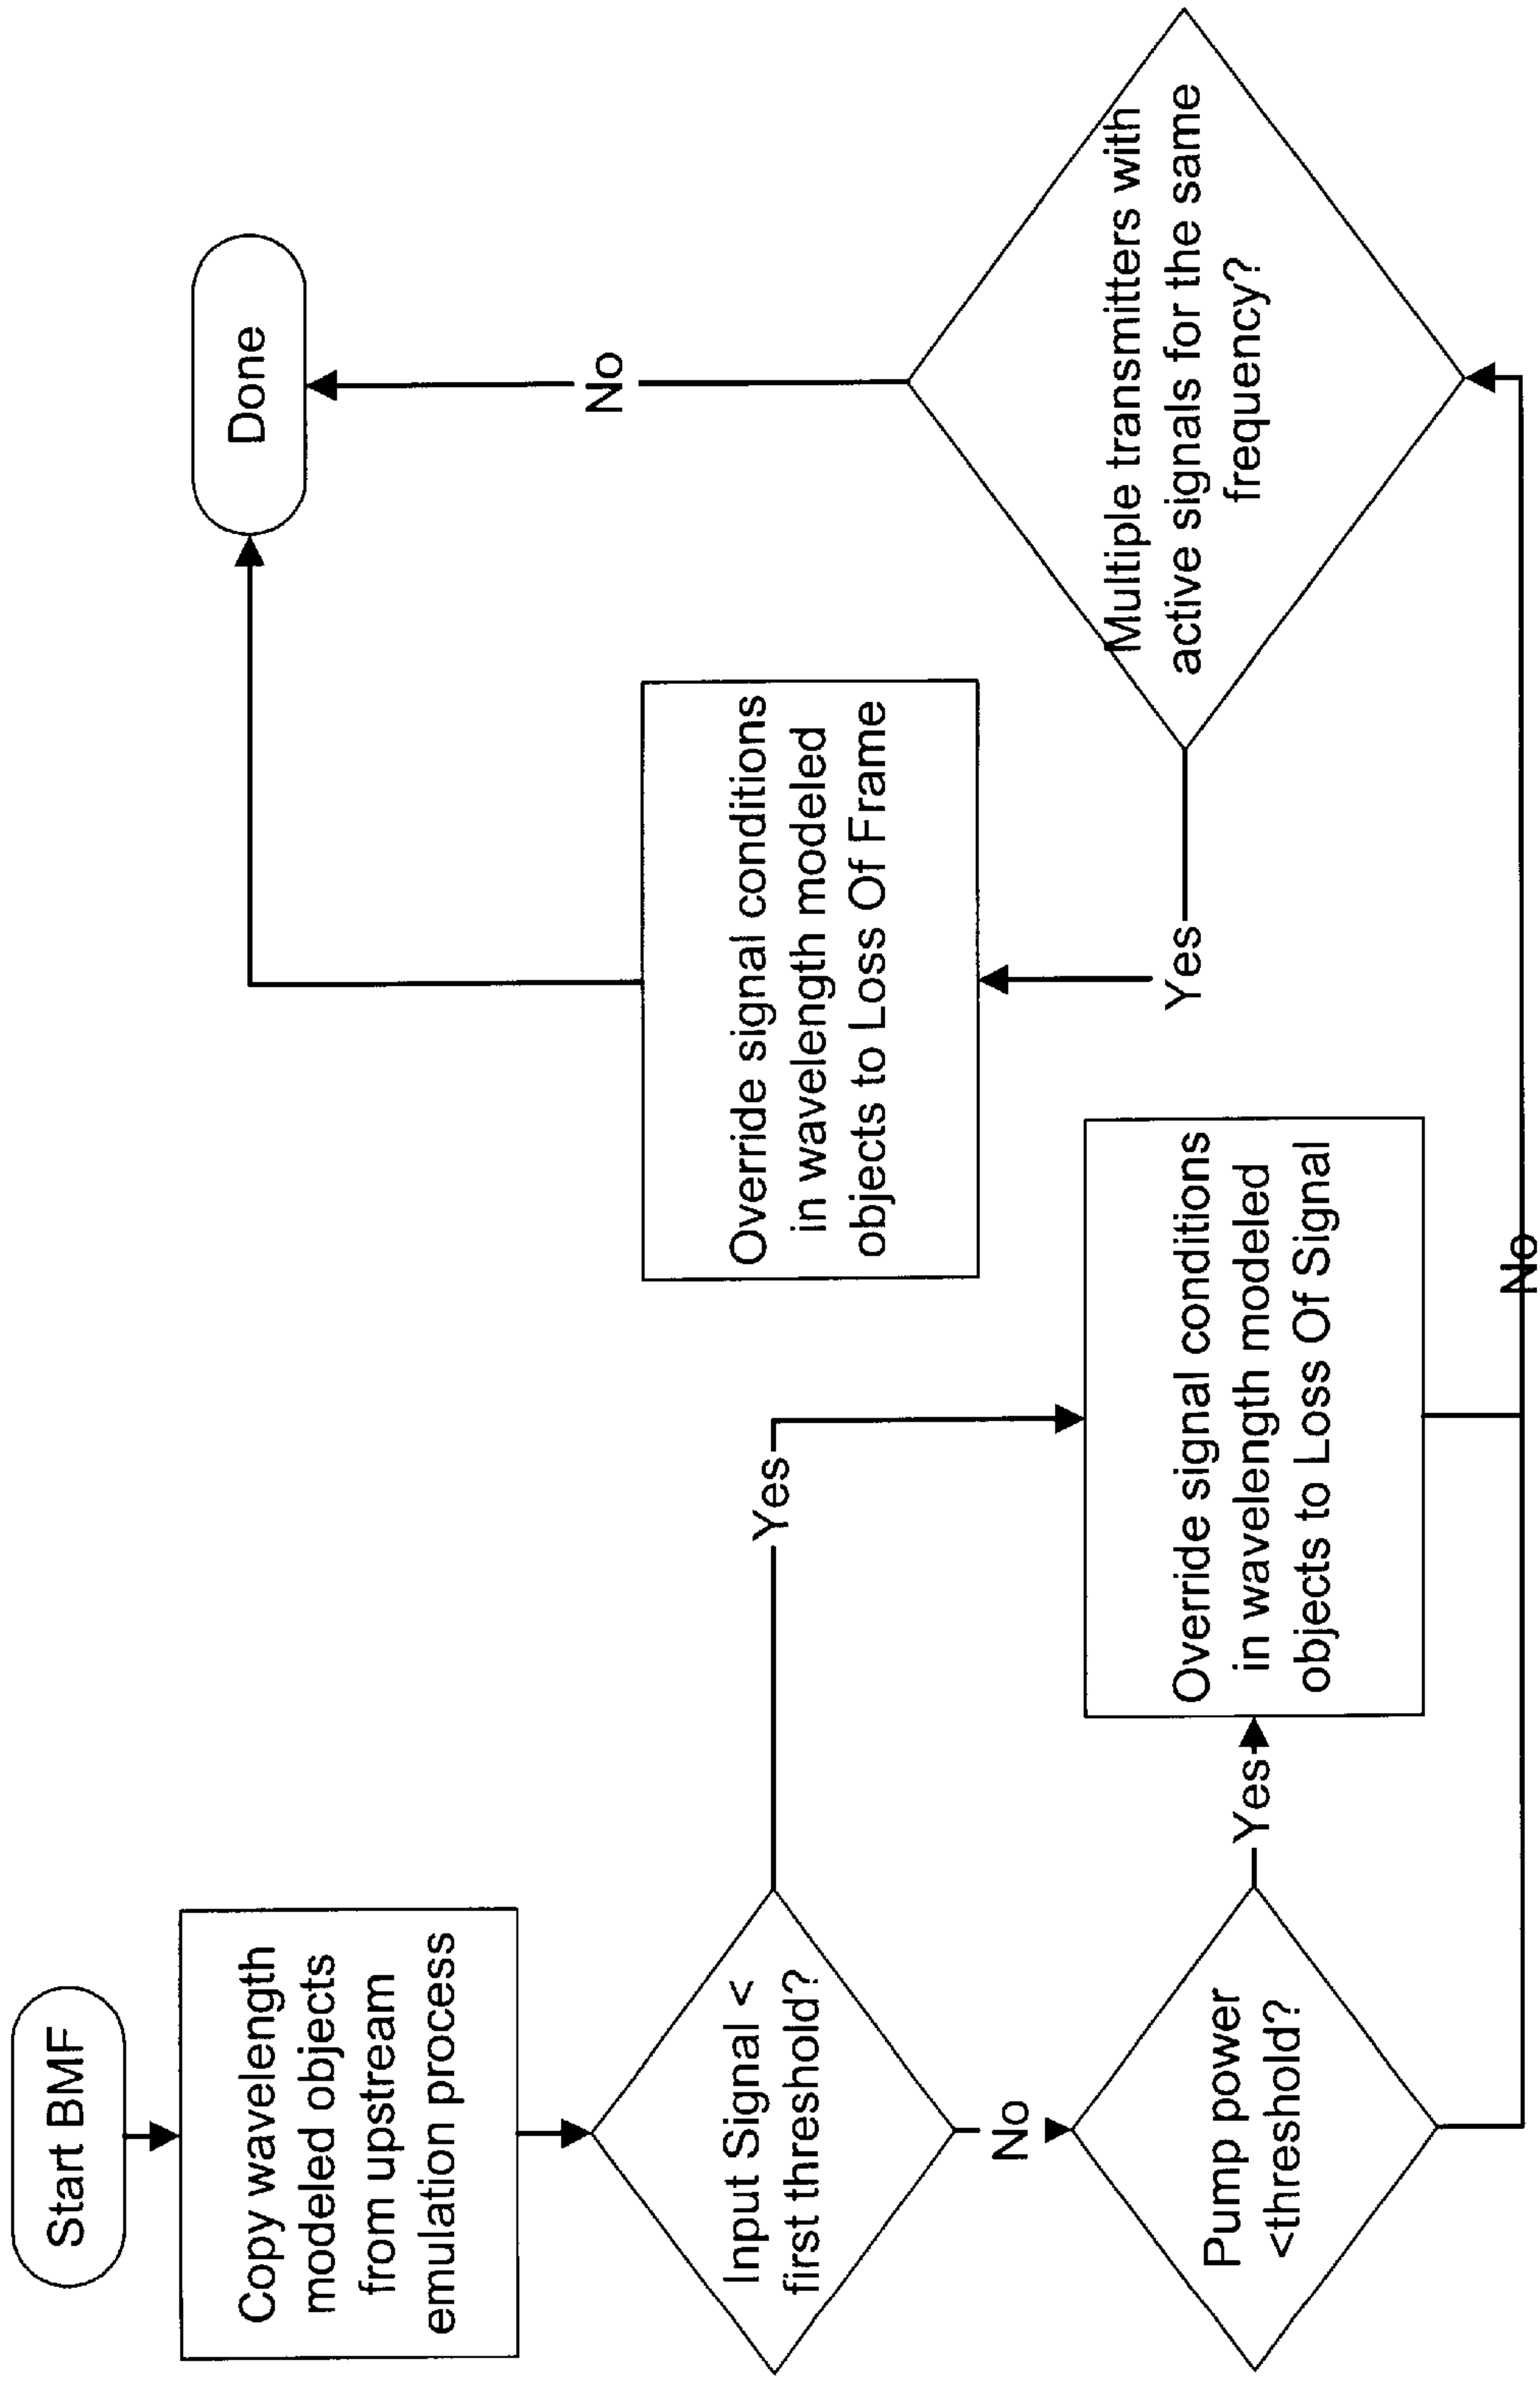 Start BMF
Copy wavelength
modeled objects
from upstream
emulation process
Input Signal <
first threshold?
Yes
No
Pump power
<threshold?
Yes
Override signal conditions
in wavelength modeled
objects to Loss Of Signal
No
Multiple transmitters with
active signals for the same
frequency?
Yes
Override signal conditions
in wavelength modeled
objects to Loss Of Frame
No
Done